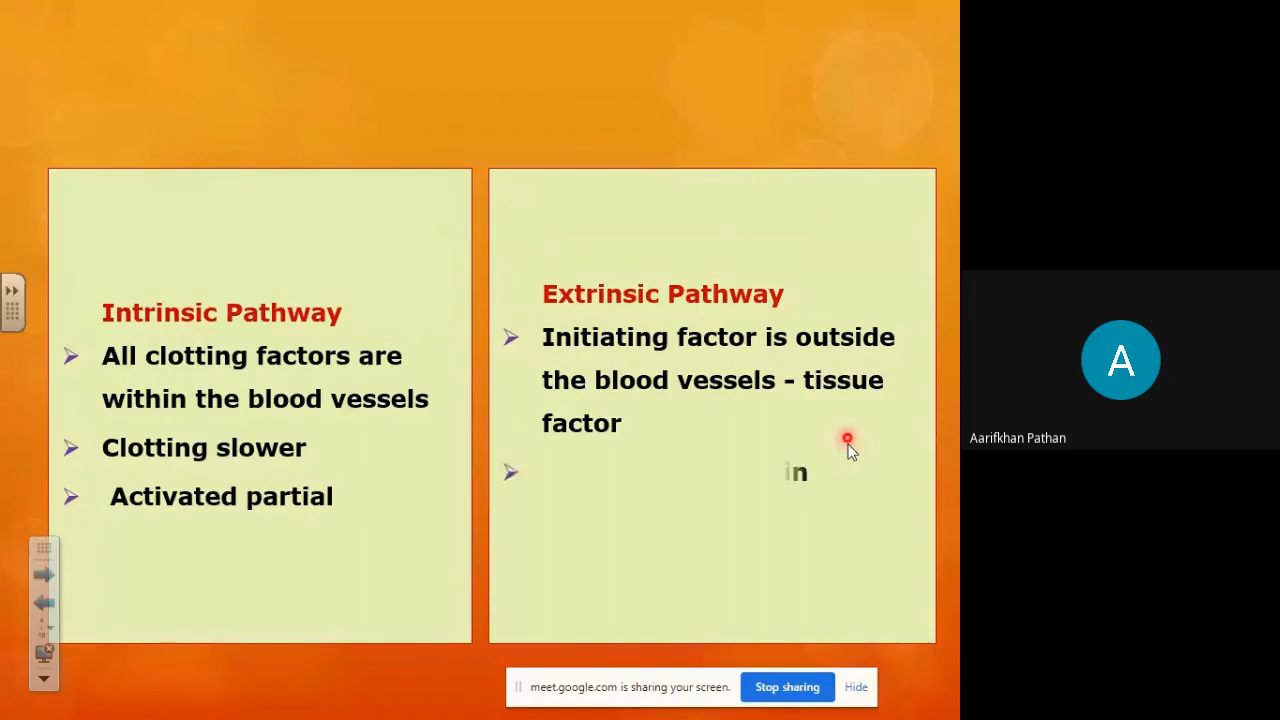 Intrinsic Pathway
All clotting factors are
within the blood vessels
Clotting slower
Activated partial
Extrinsic Pathway
Initiating factor is outside
the blood vessels - tissue
factor
in
A
Aarifkhan Pathan
meet.google.com is sharing your screen.
Stop sharing
Hide